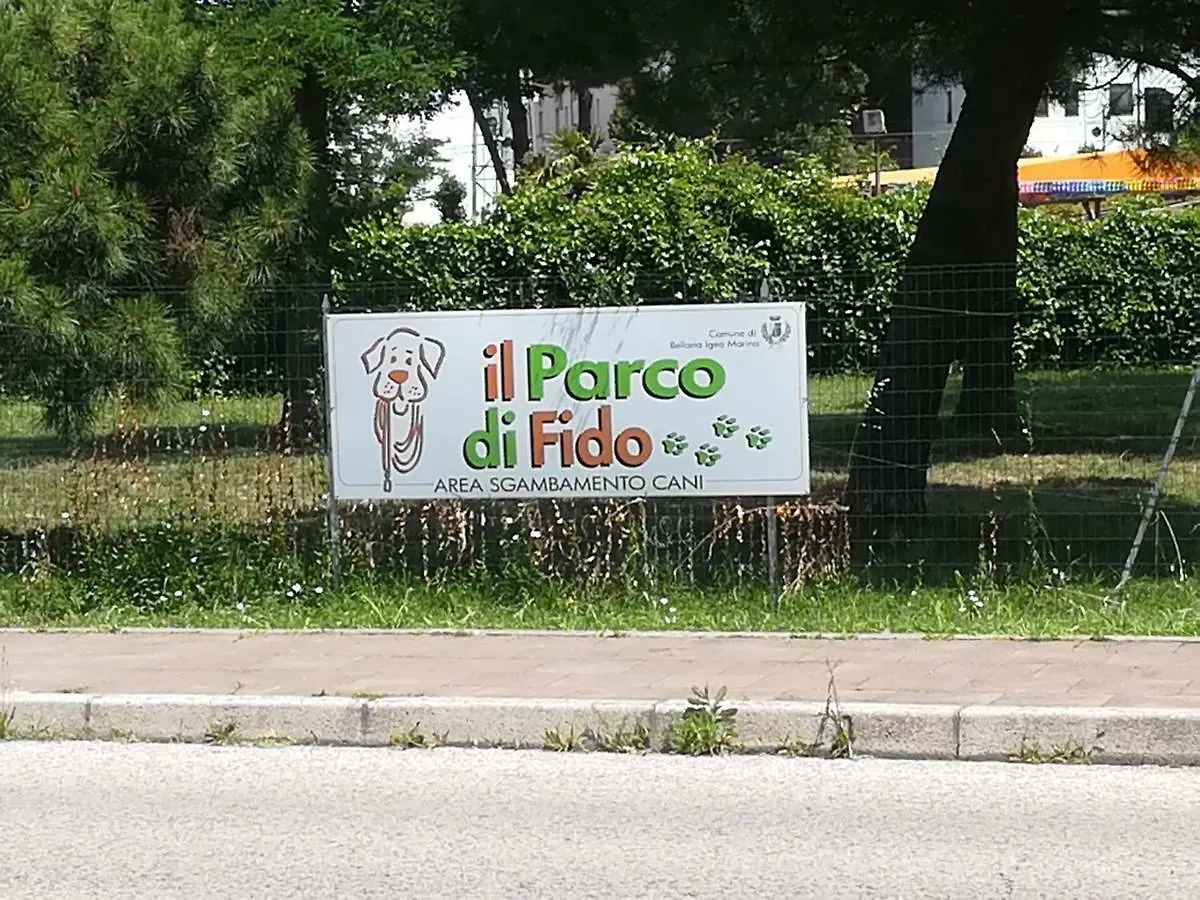 Comune di
Bellaria Igea Marina
il Parco
di Fido
AREA SGAMBAMENTO CANI